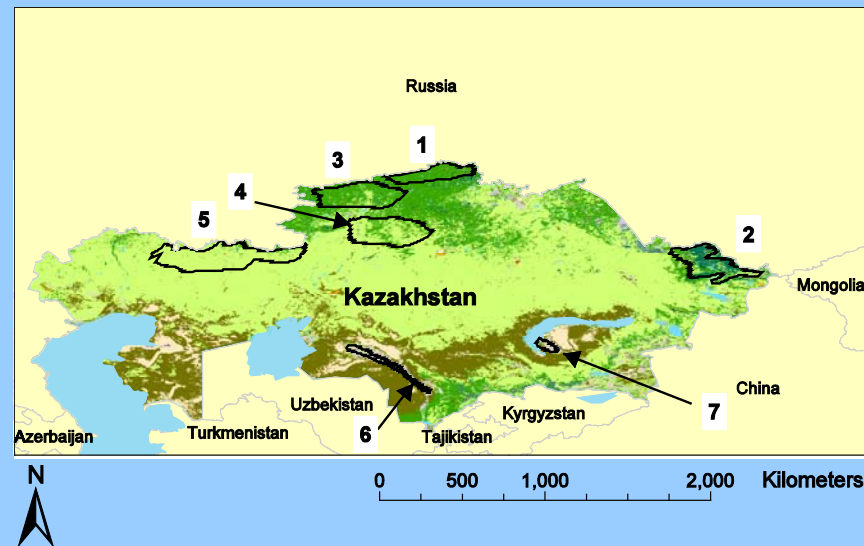 Russia
1
3
4
5
2
Kazakhstan
Mongolia
China
Uzbekistan
Kyrgyzstan
7
Azerbaijan
Turkmenistan
6
Tajikistan
N
0 500 1,000 2,000 Kilometers